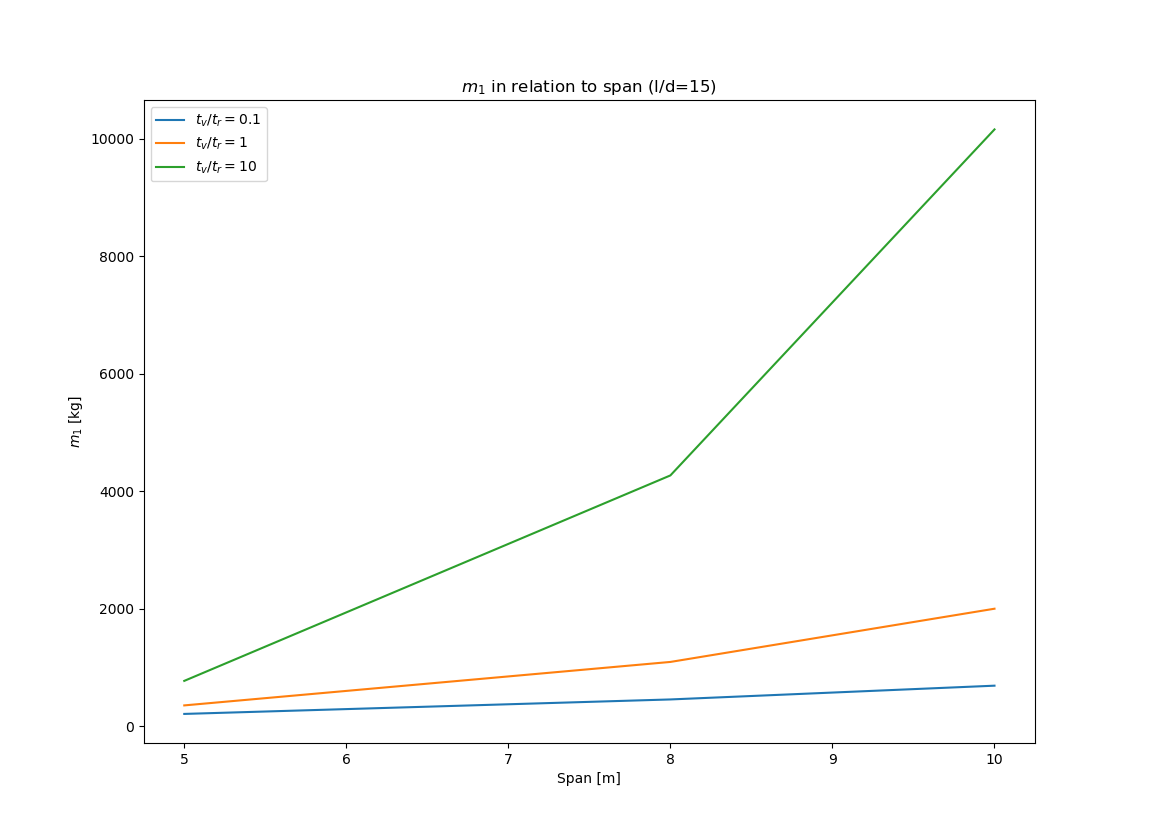 m₁ in relation to span (l/d=15)
tᵥ/tᵣ = 0.1
tᵥ/tᵣ = 1
tᵥ/tᵣ = 10
10000
8000
6000
4000
2000
0
m₁ [kg]
5 6 7 8 9 10
Span [m]